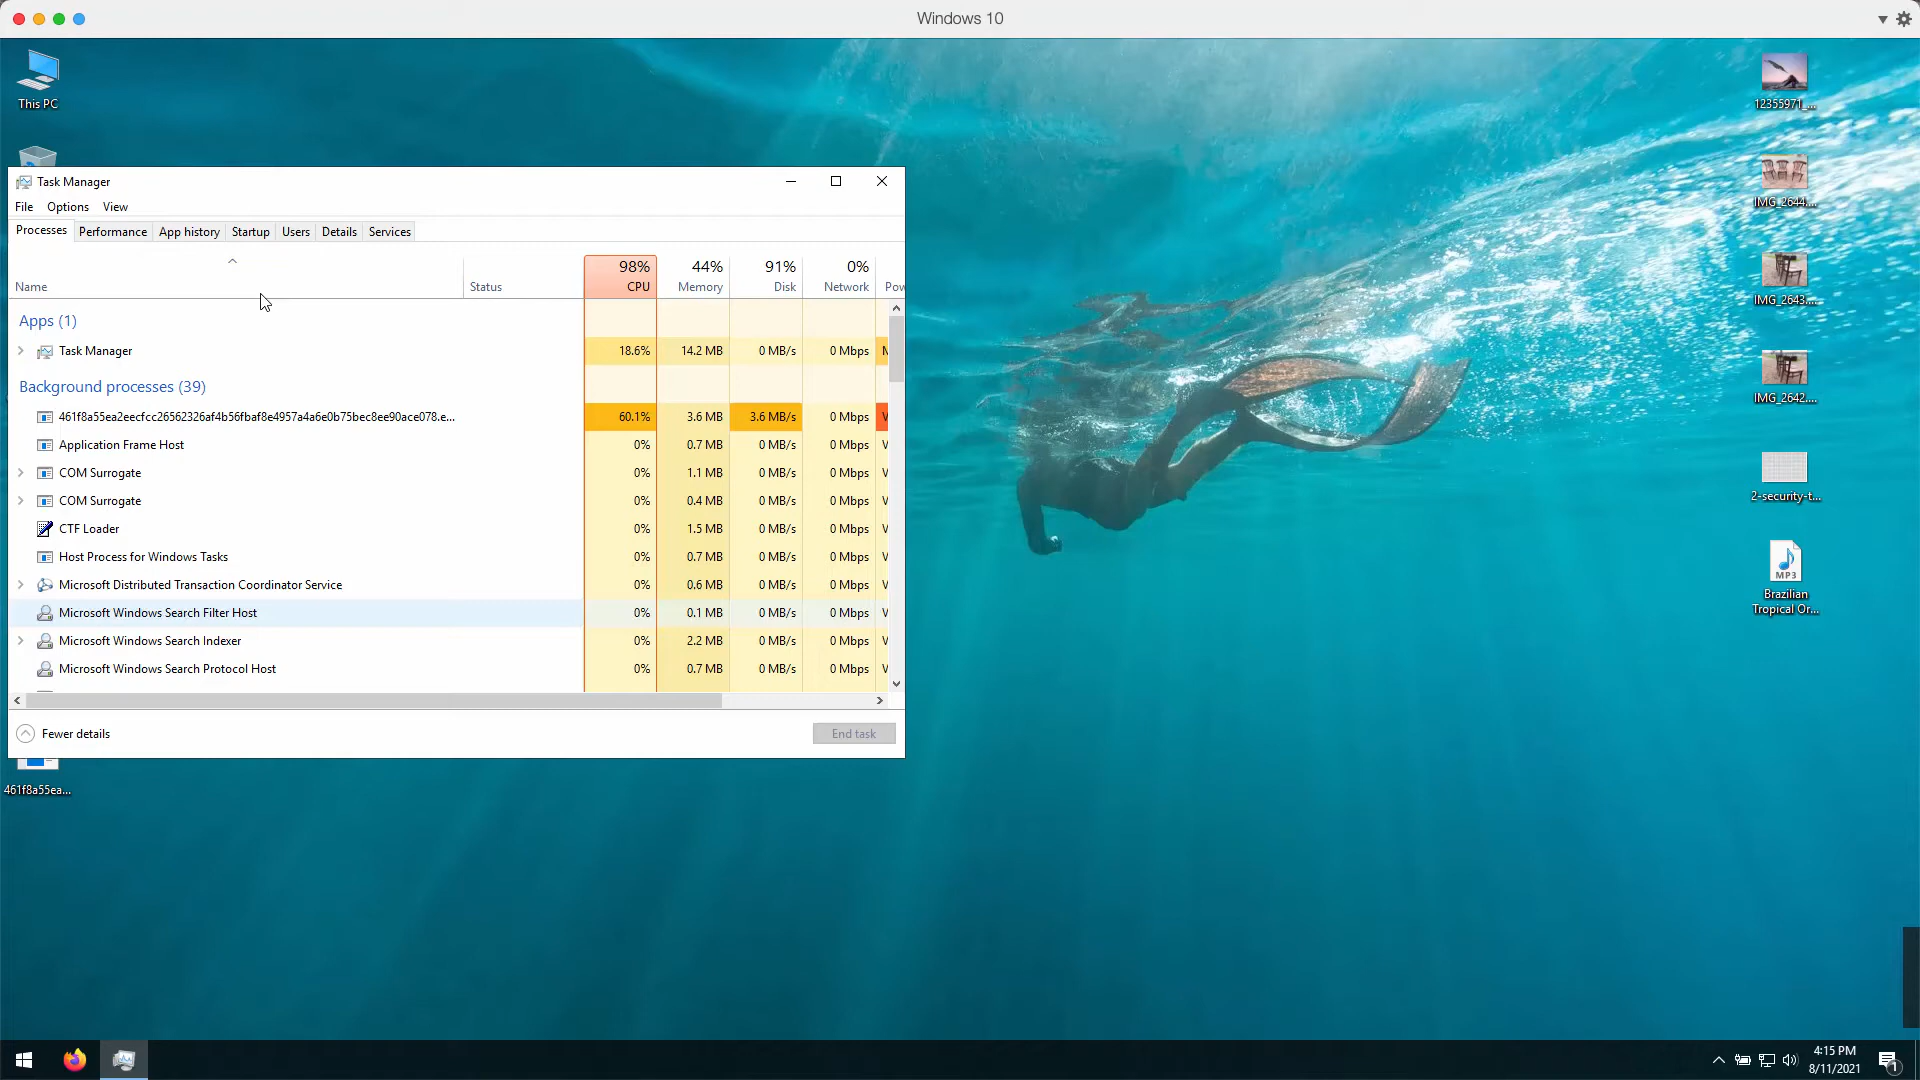 Windows 10
This PC
12355971_...
IMG_2644....
IMG_2643....
IMG_2642....
2-security-t...
MP3
Brazilian
Tropical Or...
Task Manager
File Options View
Processes Performance App history Startup Users Details Services
98% 44% 91% 0%
Name Status CPU Memory Disk Network Pow
Apps (1)
Task Manager 18.6% 14.2 MB 0 MB/s 0 Mbps
Background processes (39)
461f8a55ea2eecfcc26562326af4b56fbaf8e4957a4a6e0b75bec8ee90ace078.e... 60.1% 3.6 MB 3.6 MB/s 0 Mbps
Application Frame Host 0% 0.7 MB 0 MB/s 0 Mbps
COM Surrogate 0% 1.1 MB 0 MB/s 0 Mbps
COM Surrogate 0% 0.4 MB 0 MB/s 0 Mbps
CTF Loader 0% 1.5 MB 0 MB/s 0 Mbps
Host Process for Windows Tasks 0% 0.7 MB 0 MB/s 0 Mbps
Microsoft Distributed Transaction Coordinator Service 0% 0.6 MB 0 MB/s 0 Mbps
Microsoft Windows Search Filter Host 0% 0.1 MB 0 MB/s 0 Mbps
Microsoft Windows Search Indexer 0% 2.2 MB 0 MB/s 0 Mbps
Microsoft Windows Search Protocol Host 0% 0.7 MB 0 MB/s 0 Mbps
Fewer details End task
461f8a55ea...
4:15 PM
8/11/2021
1